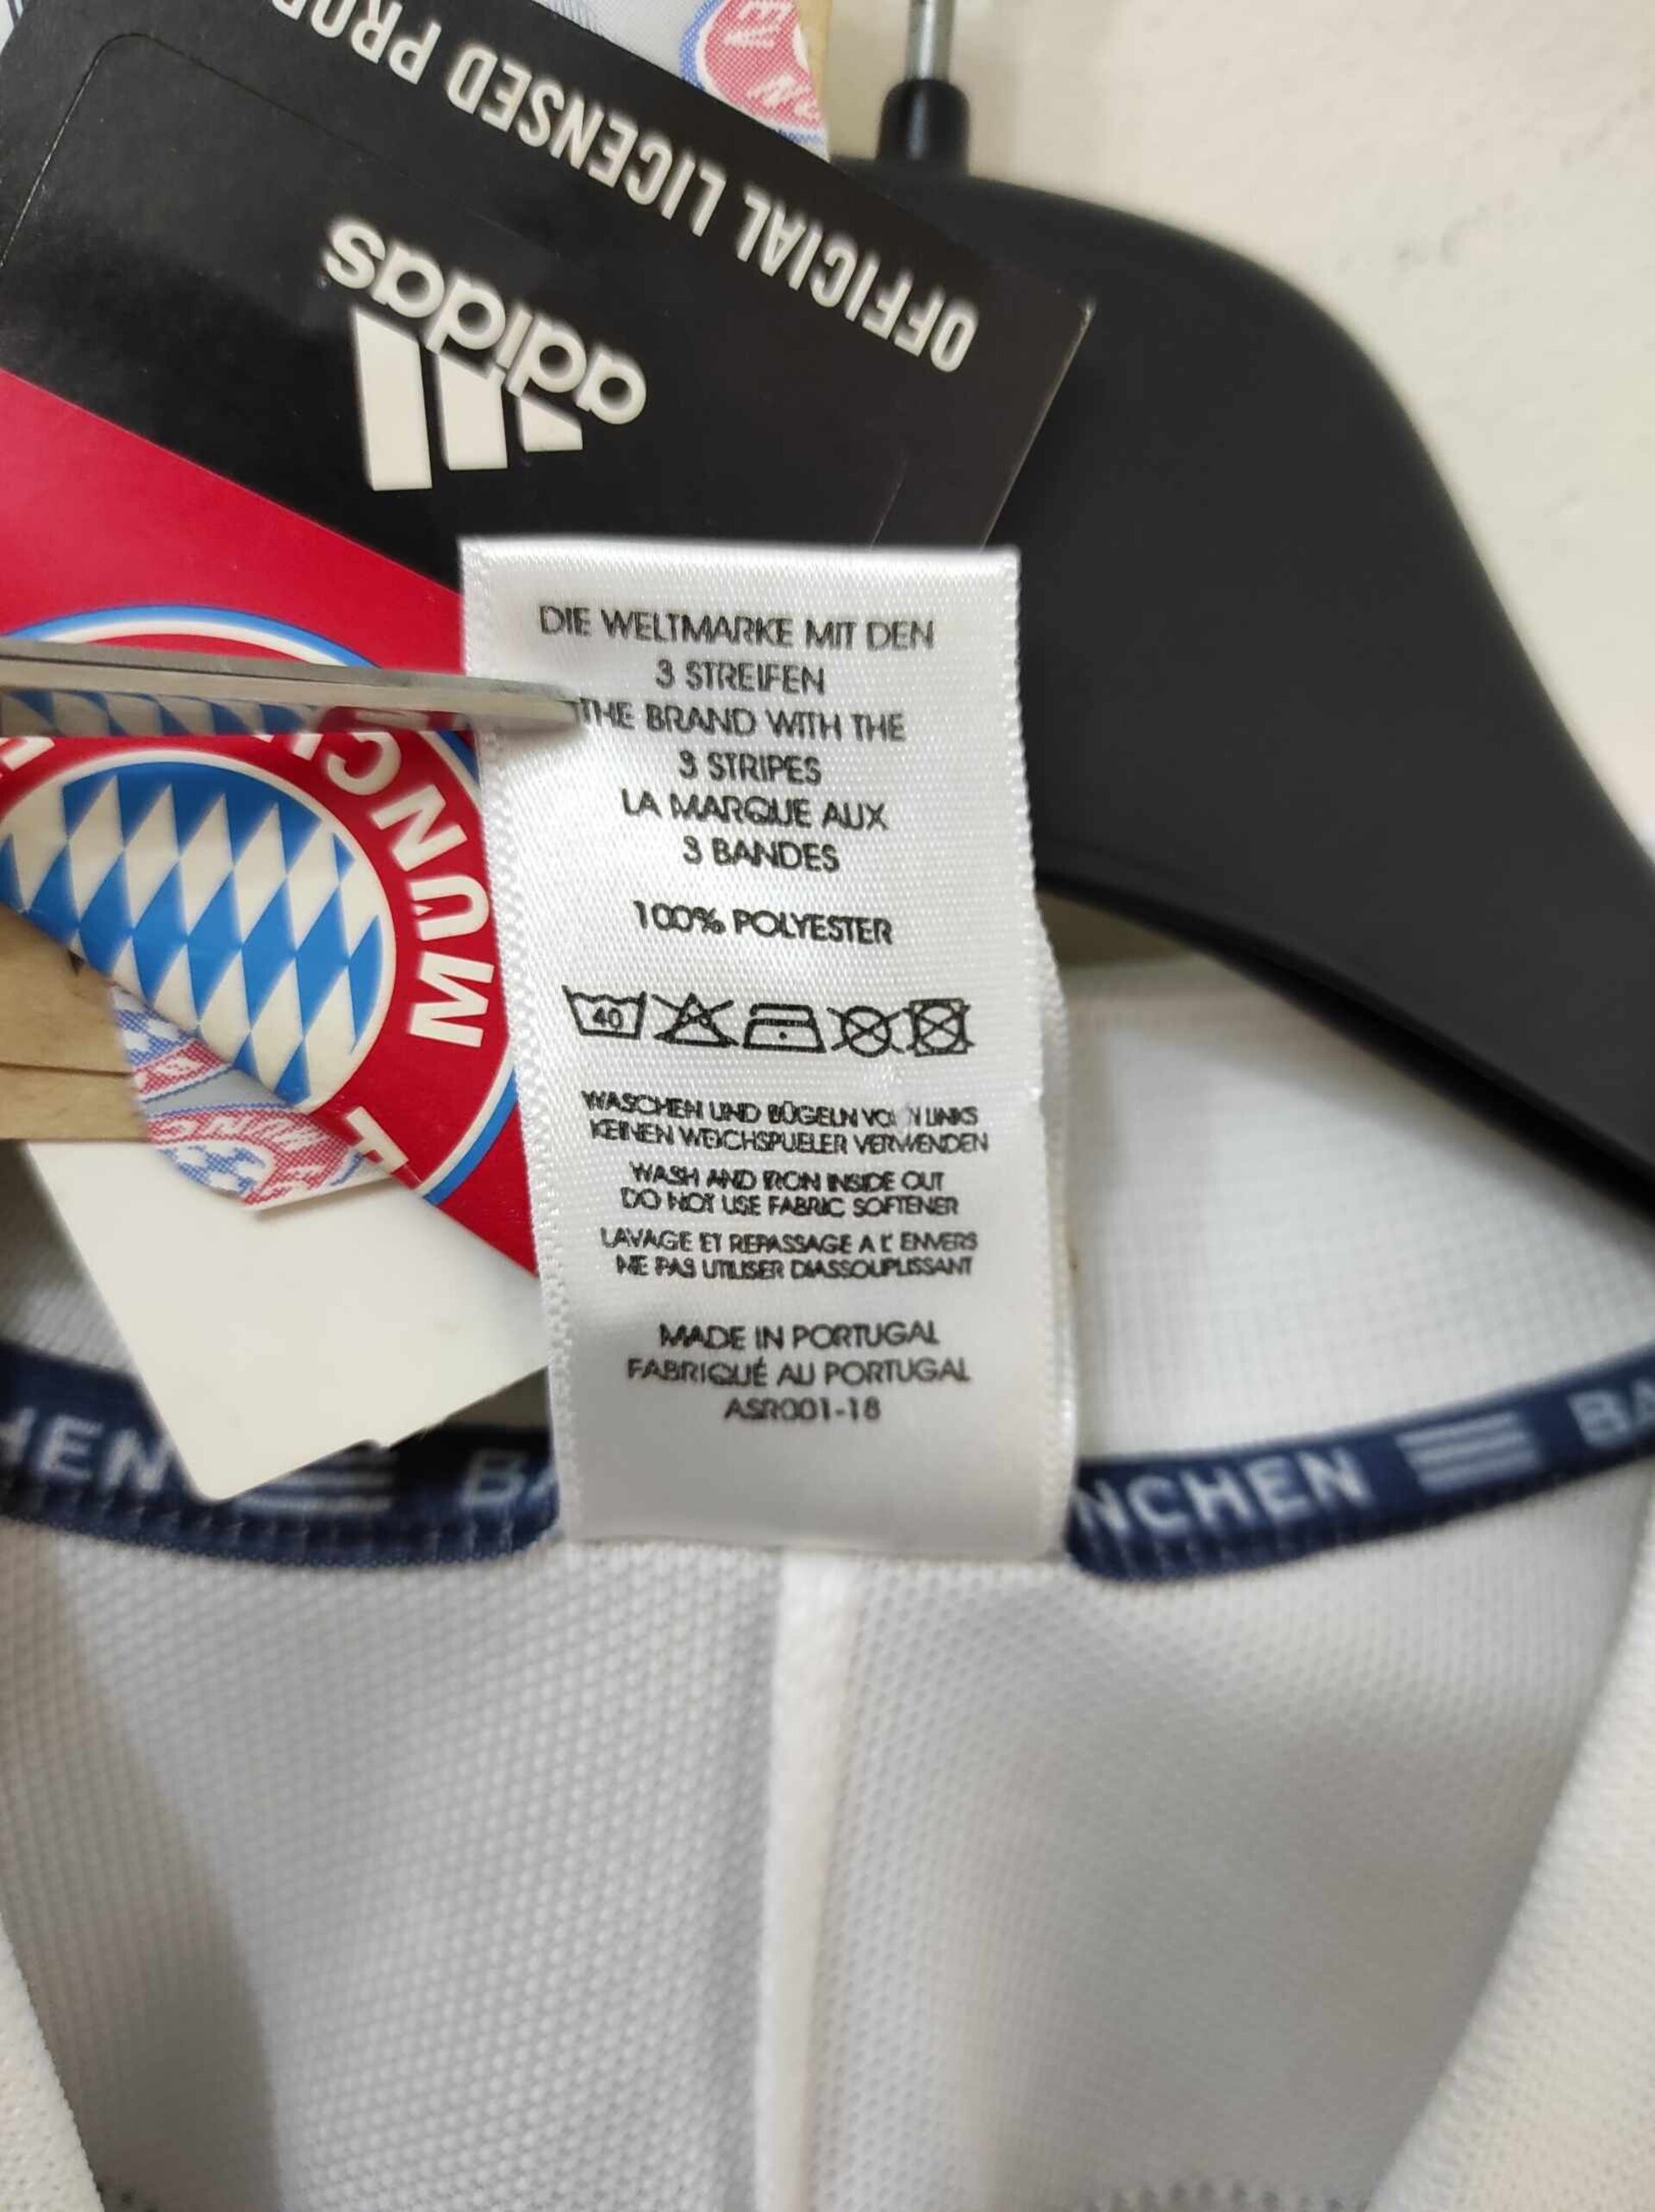 OFFICIAL LICENSED
adidas
MÜNCHEN
DIE WELTMARKE MIT DEN
3 STREIFEN
THE BRAND WITH THE
3 STRIPES
LA MARQUE AUX
3 BANDES
100% POLYESTER
40
WASCHEN UND BÜGELN VON LINKS
KEINEN WEICHSPUELER VERWENDEN
WASH AND IRON INSIDE OUT
DO NOT USE FABRIC SOFTENER
LAVAGE ET REPASSAGE A L' ENVERS
NE PAS UTILISER D'ASSOUPLISSANT
MADE IN PORTUGAL
FABRIQUÉ AU PORTUGAL
ASR001-18
HEN BA NCHEN BA